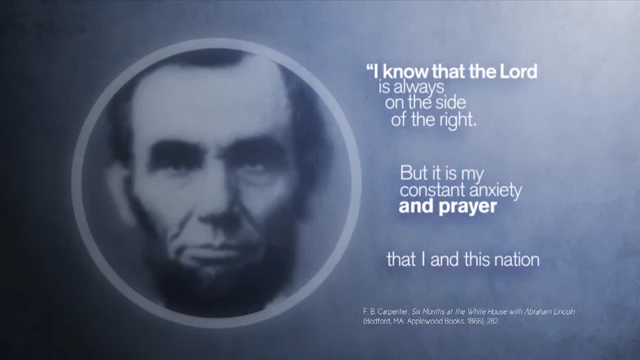 “I know that the Lord
is always
on the side
of the right.
But it is my
constant anxiety
and prayer
that I and this nation
F. B. Carpenter, Six Months at the White House with Abraham Lincoln
(Bedford, MA: Applewood Books, 1866), 282.